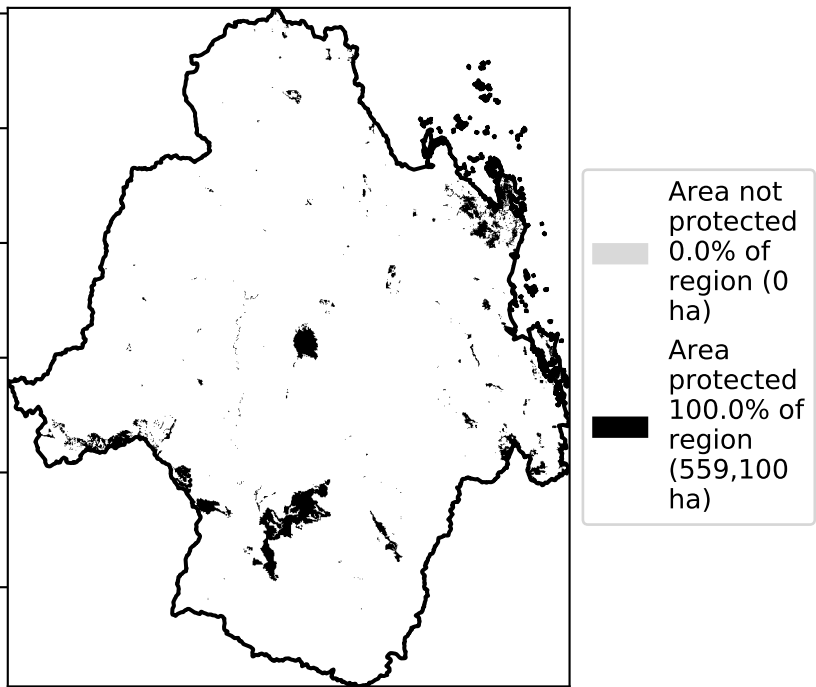 Area not
protected
0.0% of
region (0
ha)
Area
protected
100.0% of
region
(559,100
ha)